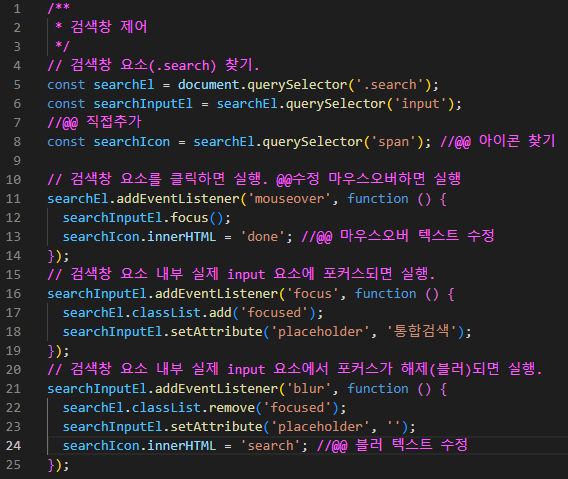 1 /**
2  * 검색창 제어
3  */
4 // 검색창 요소(.search) 찾기.
5 const searchEl = document.querySelector('.search');
6 const searchInputEl = searchEl.querySelector('input');
7 //@@ 직접추가
8 const searchIcon = searchEl.querySelector('span'); //@@ 아이콘 찾기
9
10 // 검색창 요소를 클릭하면 실행. @@수정 마우스오버하면 실행
11 searchEl.addEventListener('mouseover', function () {
12   searchInputEl.focus();
13   searchIcon.innerHTML = 'done'; //@@ 마우스오버 텍스트 수정
14 });
15 // 검색창 요소 내부 실제 input 요소에 포커스되면 실행.
16 searchInputEl.addEventListener('focus', function () {
17   searchEl.classList.add('focused');
18   searchInputEl.setAttribute('placeholder', '통합검색');
19 });
20 // 검색창 요소 내부 실제 input 요소에서 포커스가 해제(블러)되면 실행.
21 searchInputEl.addEventListener('blur', function () {
22   searchEl.classList.remove('focused');
23   searchInputEl.setAttribute('placeholder', '');
24   searchIcon.innerHTML = 'search'; //@@ 블러 텍스트 수정
25 });